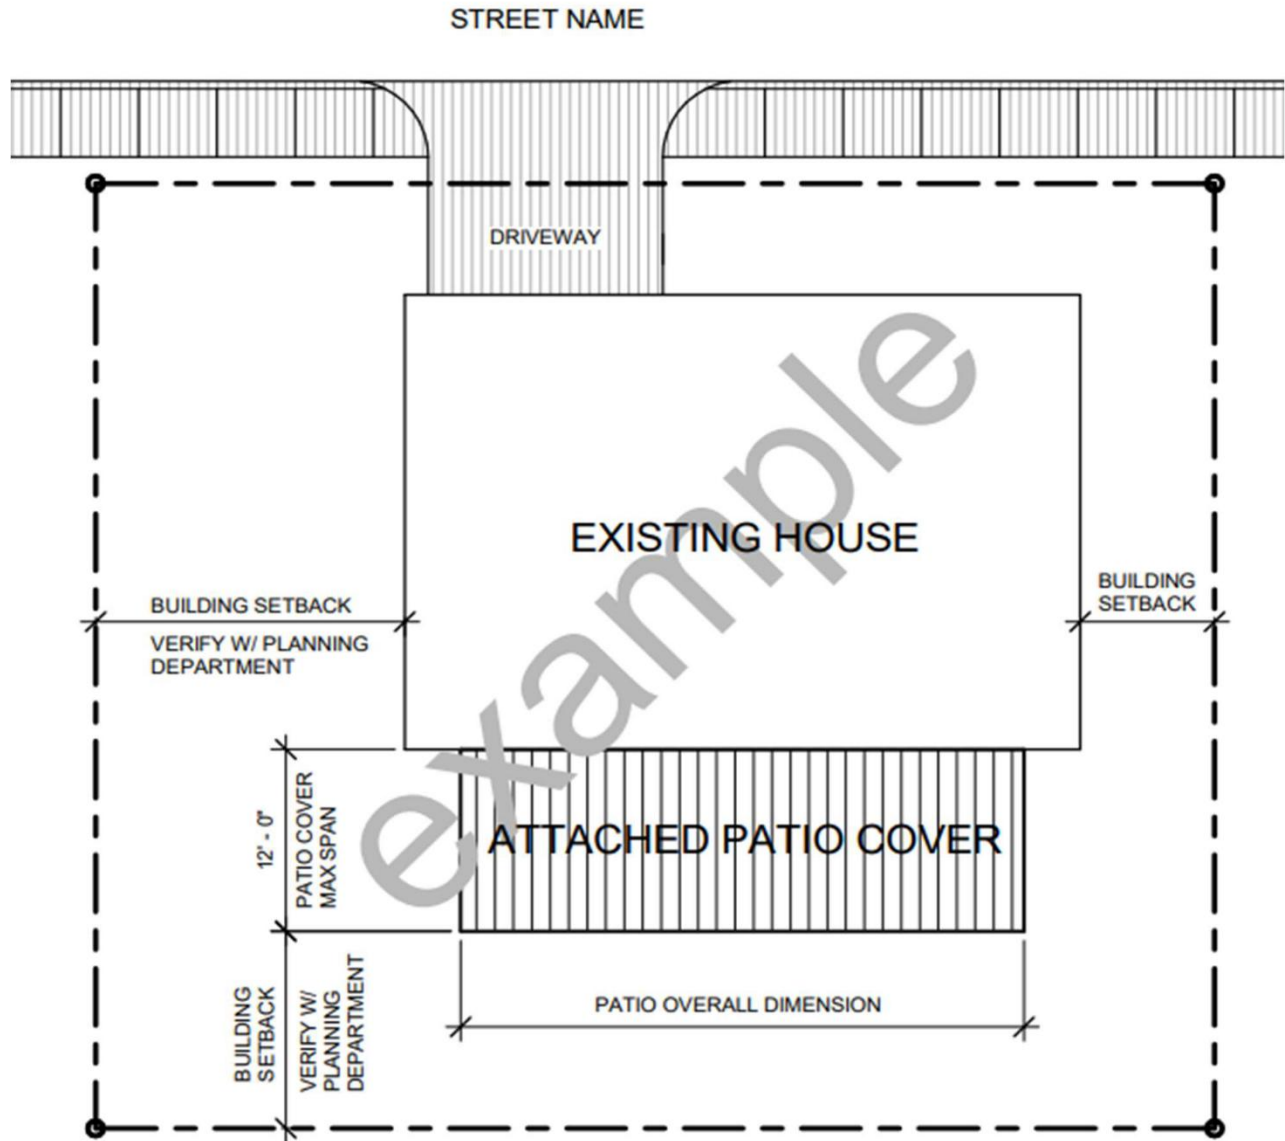 STREET NAME
DRIVEWAY
example
EXISTING HOUSE
BUILDING SETBACK
VERIFY W/ PLANNING
DEPARTMENT
BUILDING
SETBACK
12' - 0"
PATIO COVER
MAX SPAN
ATTACHED PATIO COVER
BUILDING
SETBACK
VERIFY W/
PLANNING
DEPARTMENT
PATIO OVERALL DIMENSION